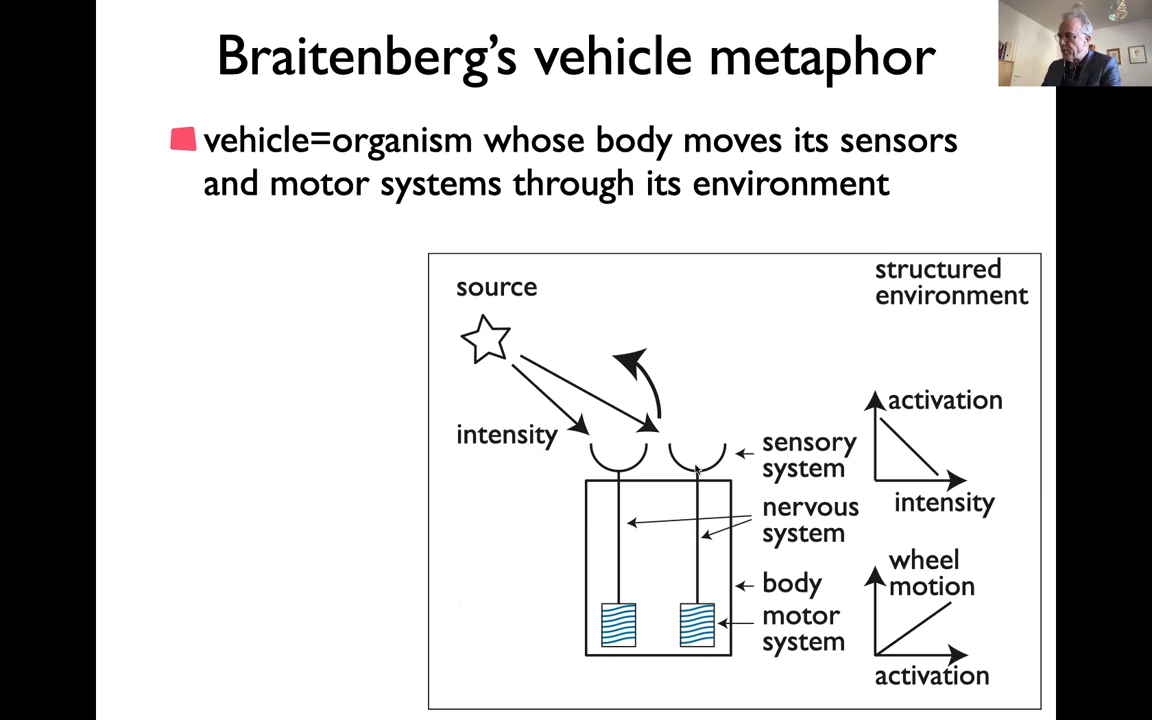 Braitenberg's vehicle metaphor
vehicle=organism whose body moves its sensors
and motor systems through its environment
source
structured
environment
intensity
activation
sensory
system
intensity
nervous
system
wheel
motion
body
motor
system
activation